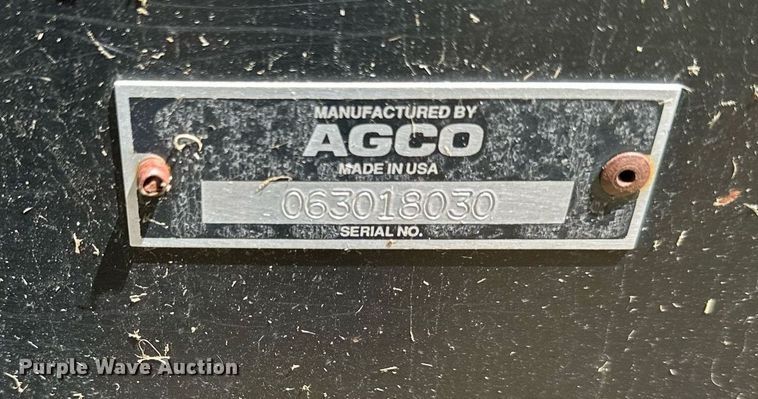 MANUFACTURED BY
AGCO
MADE IN USA
063018030
SERIAL NO.
Purple Wave Auction